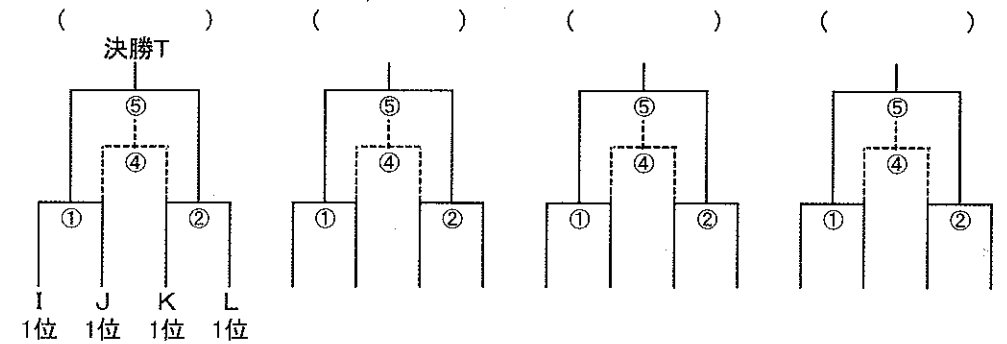 ( ) ( ) ( ) ( )
決勝T
⑤ ⑤ ⑤ ⑤
④ ④ ④ ④
① ② ① ② ① ② ① ②
I J K L
1位 1位 1位 1位